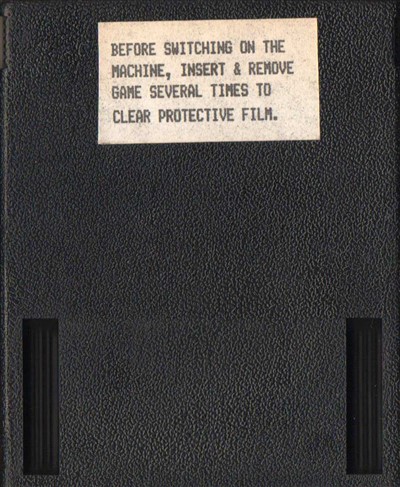 BEFORE SWITCHING ON THE
MACHINE, INSERT & REMOVE
GAME SEVERAL TIMES TO
CLEAR PROTECTIVE FILM.